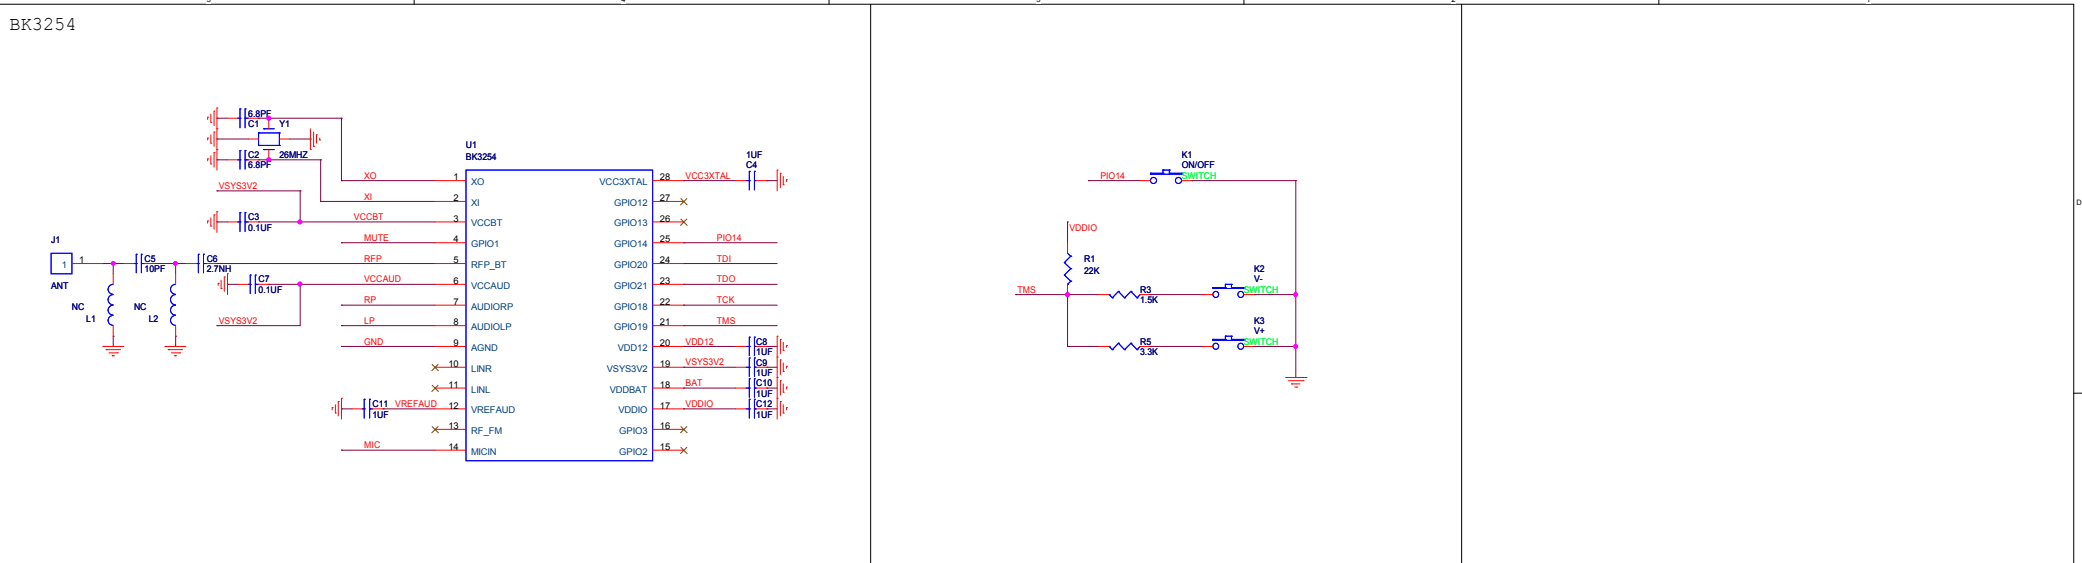 BK3254
6.8PF
C1
Y1
C2
26MHZ
6.8PF
VSYS3V2
C3
0.1UF
J1
1
1
ANT
C5
10PF
C6
2.7NH
C7
0.1UF
NC
L1
NC
L2
VSYS3V2
C11
1UF
XO
XI
VCCBT
MUTE
RFP
VCCAUD
RP
LP
GND
VREFAUD
MIC
U1
BK3254
1 XO
2 XI
3 VCCBT
4 GPIO1
5 RFP_BT
6 VCCAUD
7 AUDIORP
8 AUDIOLP
9 AGND
10 LINR
11 LINL
12 VREFAUD
13 RF_FM
14 MICIN
VCC3XTAL 28 VCC3XTAL
GPIO12 27
GPIO13 26
GPIO14 25 PIO14
GPIO20 24 TDI
GPIO21 23 TDO
GPIO18 22 TCK
GPIO19 21 TMS
VDD12 20 VDD12
VSYS3V2 19 VSYS3V2
VDDBAT 18 BAT
VDDIO 17 VDDIO
GPIO3 16
GPIO2 15
1UF
C4
C8
1UF
C9
1UF
C10
1UF
C12
1UF
K1
ON/OFF
PIO14
SWITCH
VDDIO
R1
22K
TMS
R3
1.5K
K2
V-
SWITCH
R5
3.3K
K3
V+
SWITCH
D